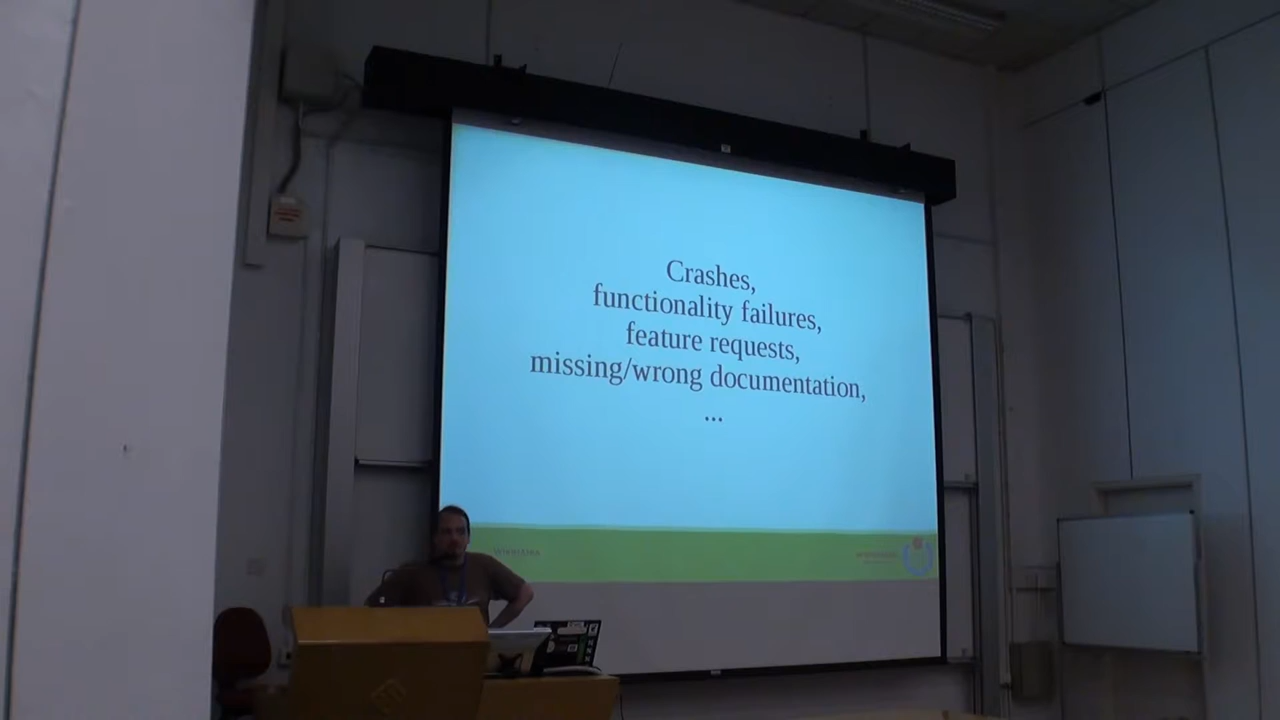 Crashes,
functionality failures,
feature requests,
missing/wrong documentation,
...